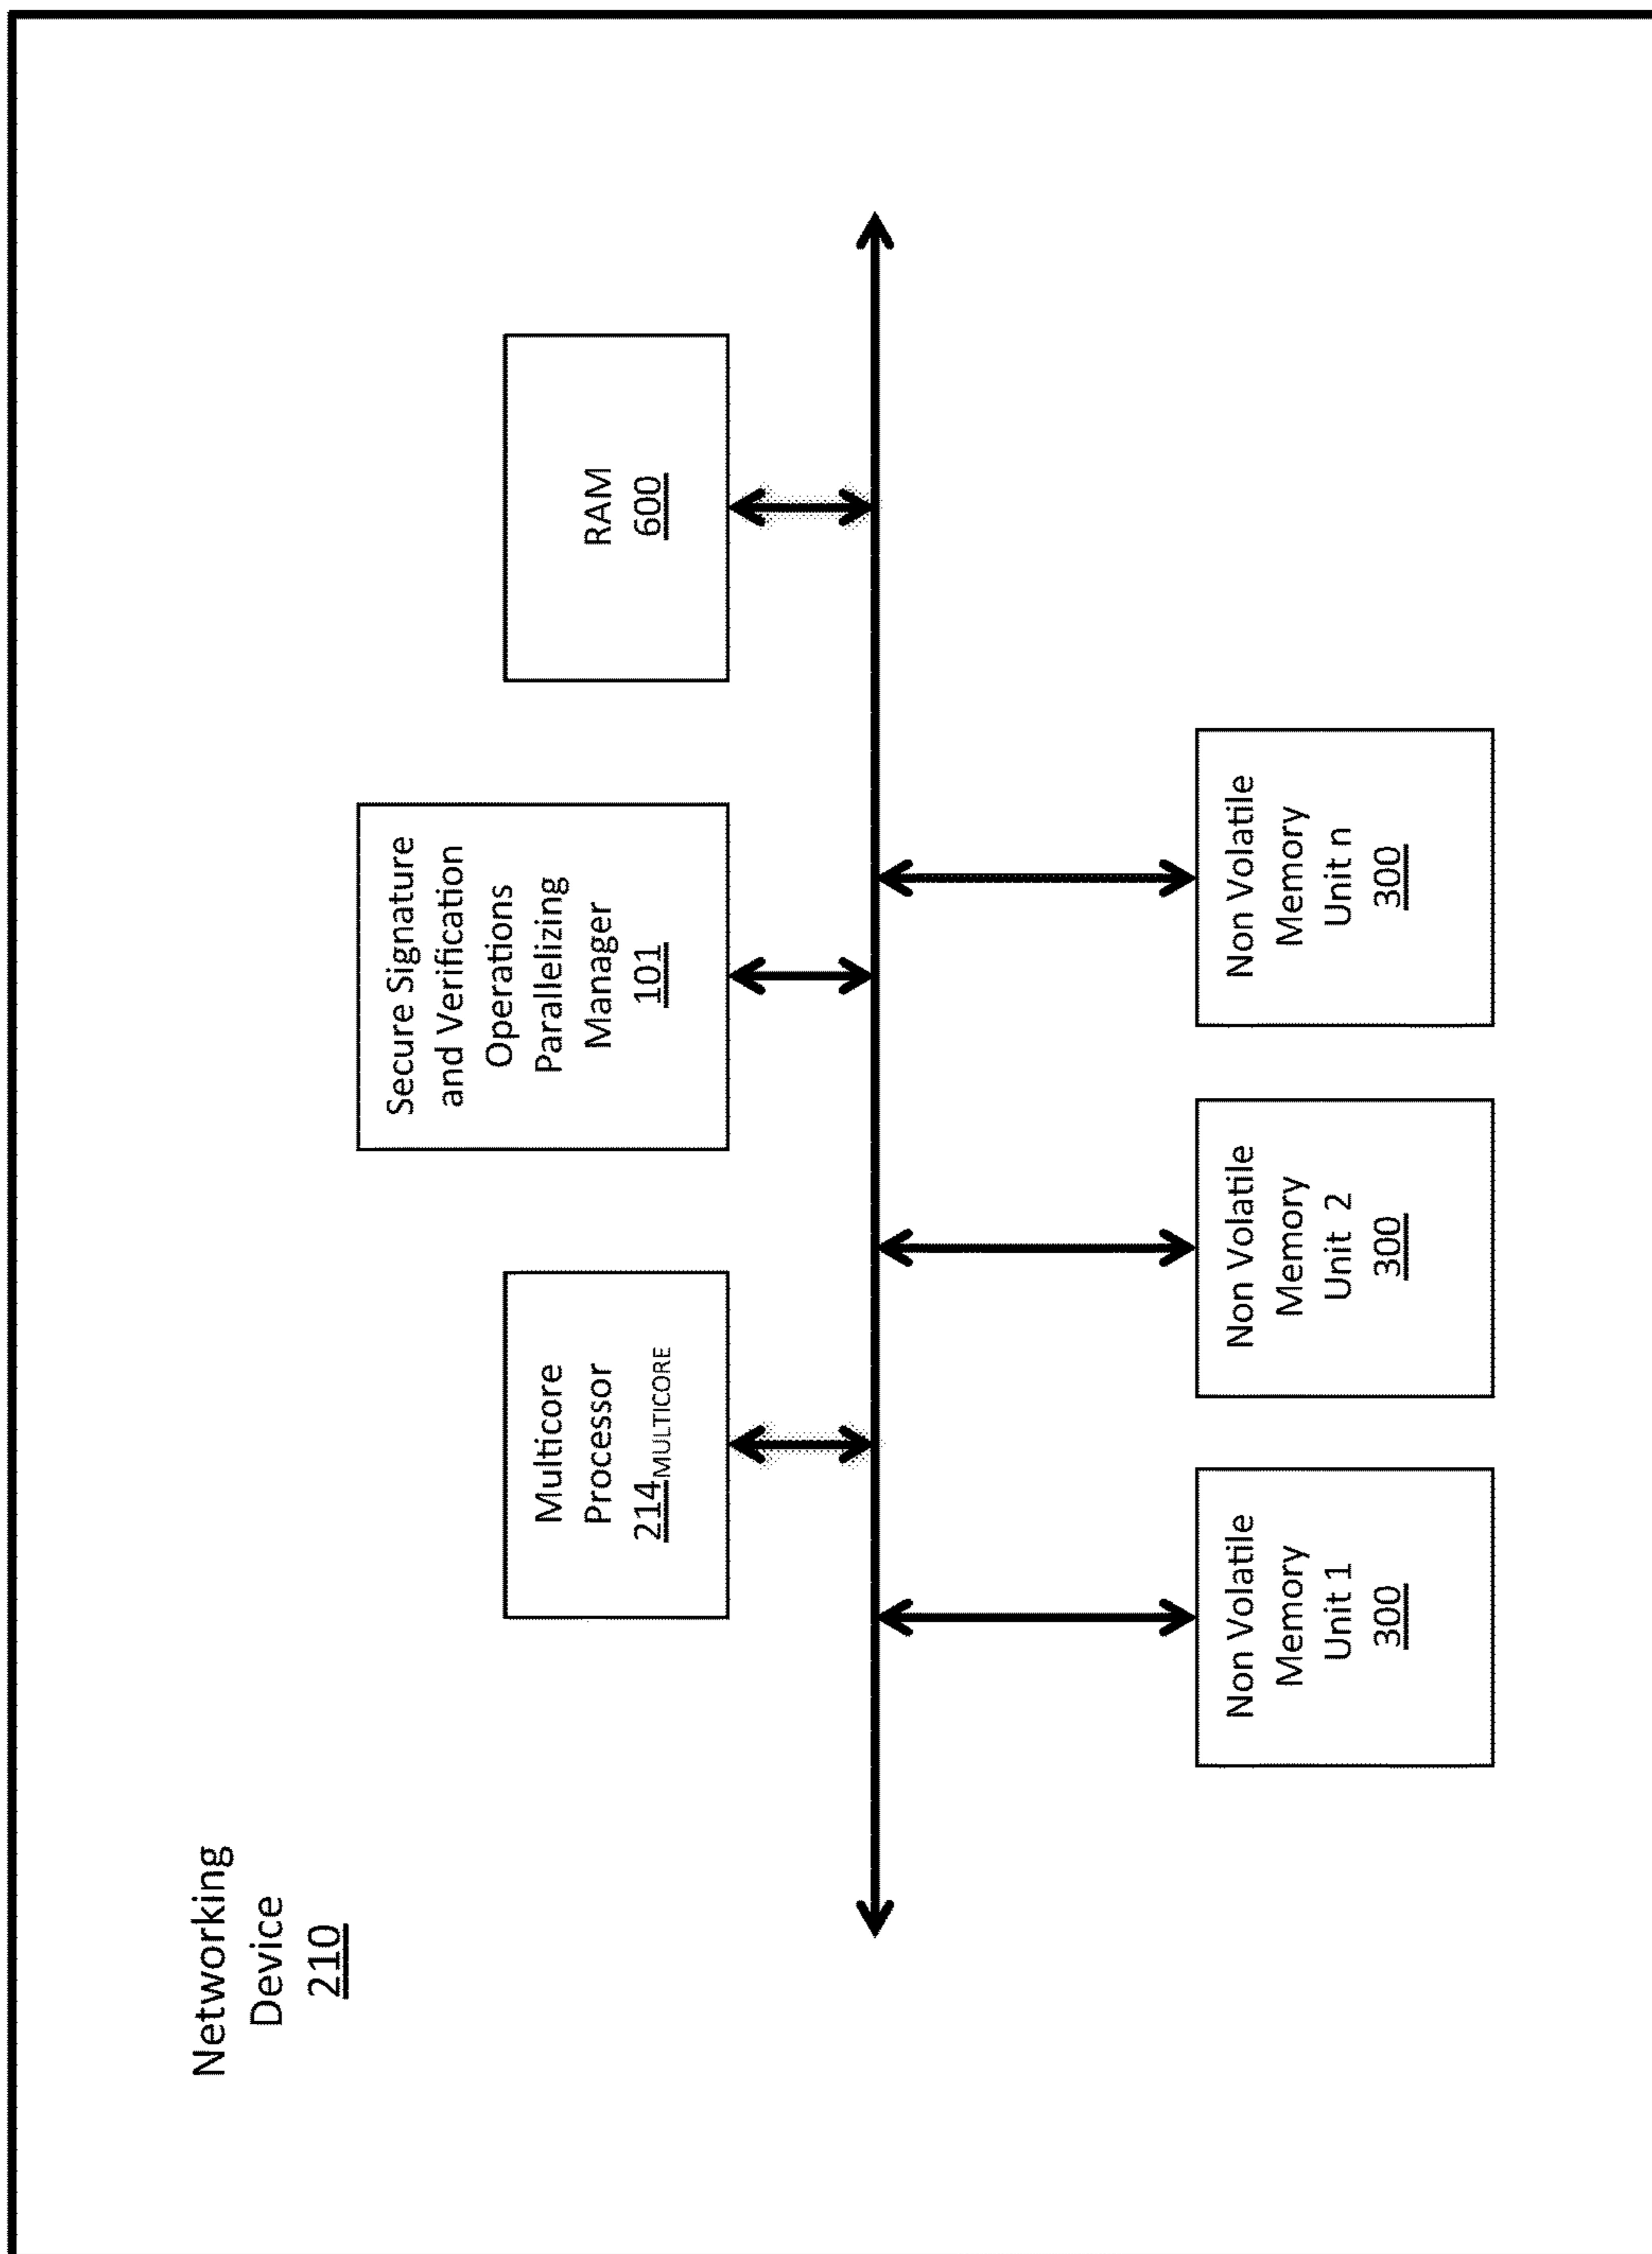 Networking
Device
210
Multicore
Processor
214MULTICORE
Secure Signature
and Verification
Operations
Parallelizing
Manager
101
RAM
600
Non Volatile
Memory
Unit 1
300
Non Volatile
Memory
Unit  2
300
Non Volatile
Memory
Unit n
300